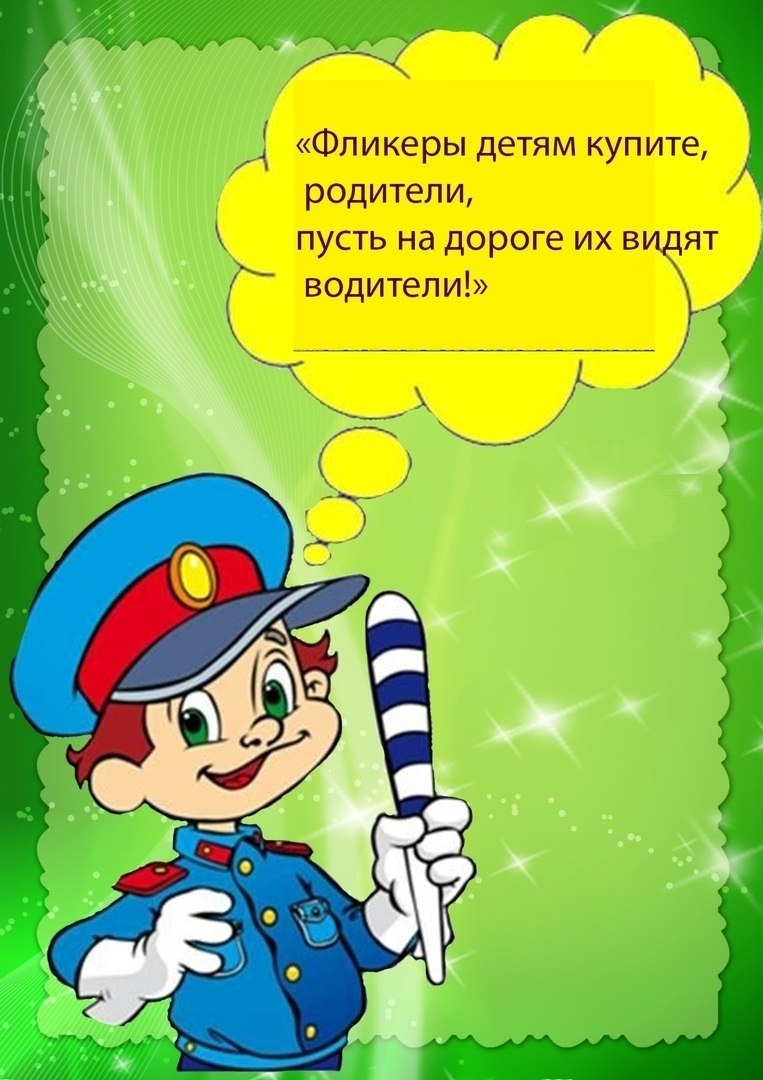 «Фликеры детям купите,
родители,
пусть на дороге их видят
водители!»